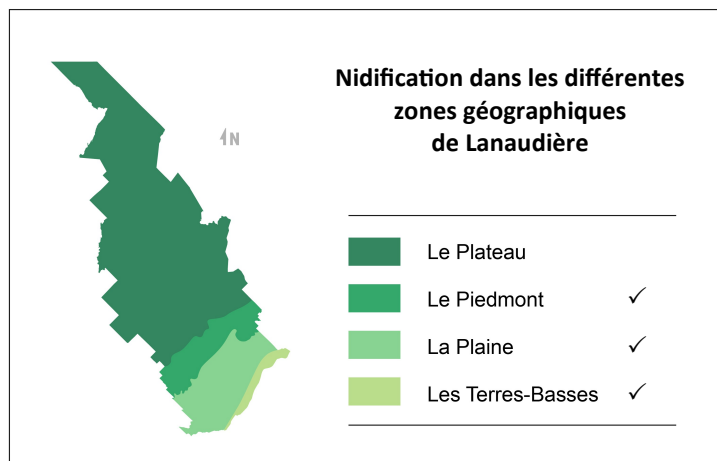 Nidification dans les différentes
zones géographiques
de Lanaudière
N
Le Plateau
Le Piedmont ✓
La Plaine ✓
Les Terres-Basses ✓